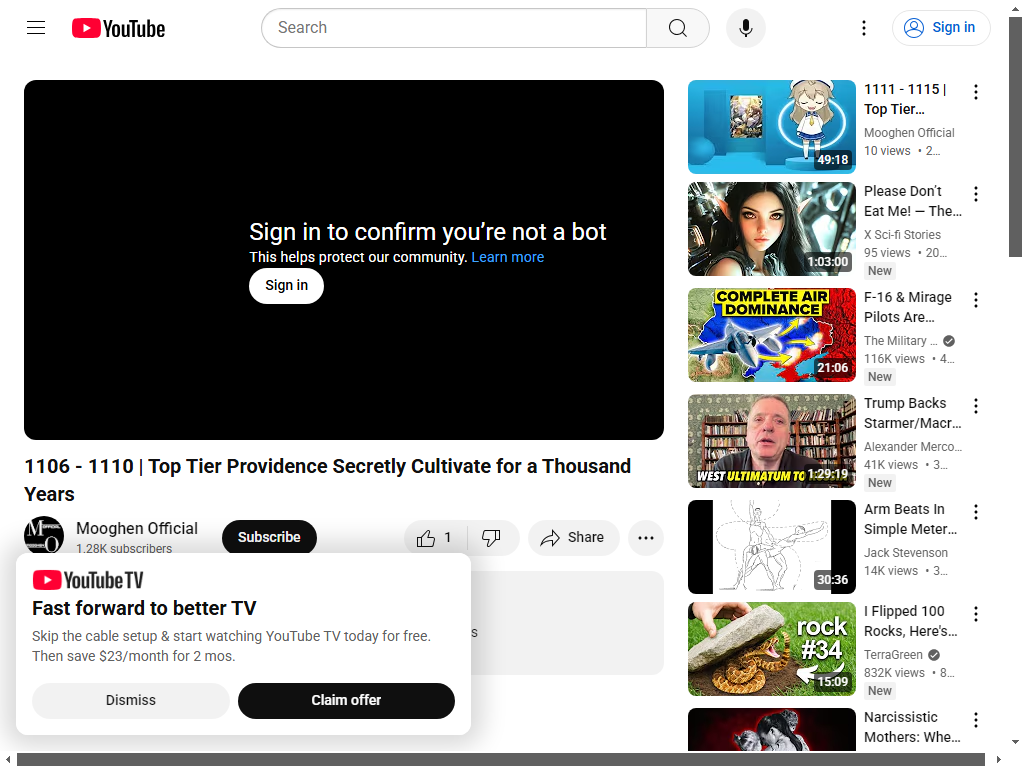 YouTube
Search
Sign in
Sign in to confirm you're not a bot
This helps protect our community. Learn more
Sign in
1106 - 1110 | Top Tier Providence Secretly Cultivate for a Thousand
Years
Mooghen Official
1.28K subscribers
Subscribe
1
Share
s
YouTube TV
Fast forward to better TV
Skip the cable setup & start watching YouTube TV today for free.
Then save $23/month for 2 mos.
Dismiss
Claim offer
49:18
1111 - 1115 |
Top Tier...
Mooghen Official
10 views • 2...
1:03:00
Please Don't
Eat Me! — The...
X Sci-fi Stories
95 views • 20...
New
COMPLETE AIR
DOMINANCE
21:06
F-16 & Mirage
Pilots Are...
The Military ...
116K views • 4...
New
WEST ULTIMATUM TO
1:29:19
Trump Backs
Starmer/Macr...
Alexander Merco...
41K views • 3...
New
30:36
Arm Beats In
Simple Meter...
Jack Stevenson
14K views • 3...
rock
#34
15:09
I Flipped 100
Rocks, Here's...
TerraGreen
832K views • 8...
New
Narcissistic
Mothers: Whe...